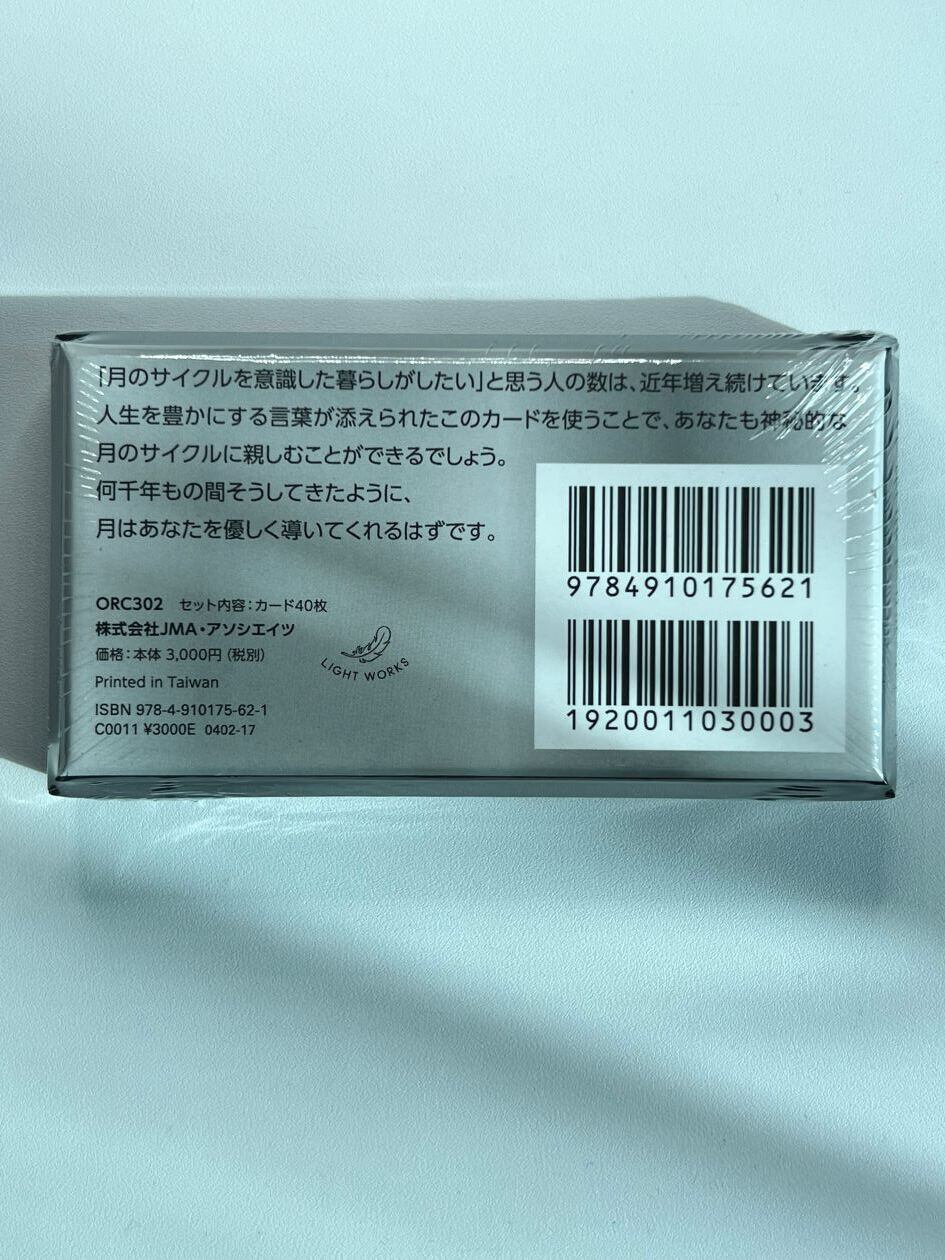 「月のサイクルを意識した暮らしがしたい」と思う人の数は、近年増え続けています。
人生を豊かにする言葉が添えられたこのカードを使うことで、あなたも神秘的な
月のサイクルに親しむことができるでしょう。
何千年もの間そうしてきたように、
月はあなたを優しく導いてくれるはずです。
ORC302 セット内容:カード40枚
株式会社JMA・アソシエイツ
価格:本体 3,000円(税別)
Printed in Taiwan
ISBN 978-4-910175-62-1
C0011 ¥3000E 0402-17
LIGHT WORKS
9784910175621
1920011030003